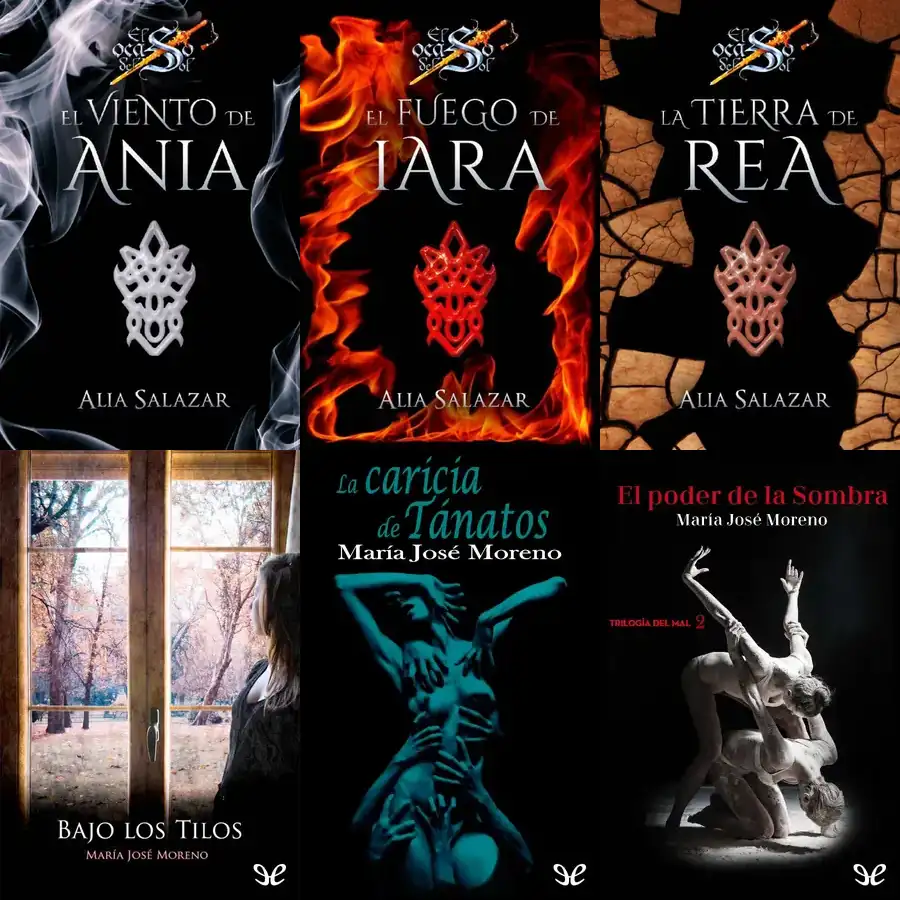 El
ocaSo
del Sol
EL VIENTO DE
ANIA
ALIA SALAZAR
El
ocaSo
del Sol
EL FUEGO DE
IARA
ALIA SALAZAR
El
ocaSo
del Sol
LA TIERRA DE
REA
ALIA SALAZAR
BAJO LOS TILOS
MARÍA JOSÉ MORENO
La caricia
de Tánatos
María José Moreno
El poder de la Sombra
María José Moreno
TRILOGÍA DEL MAL 2